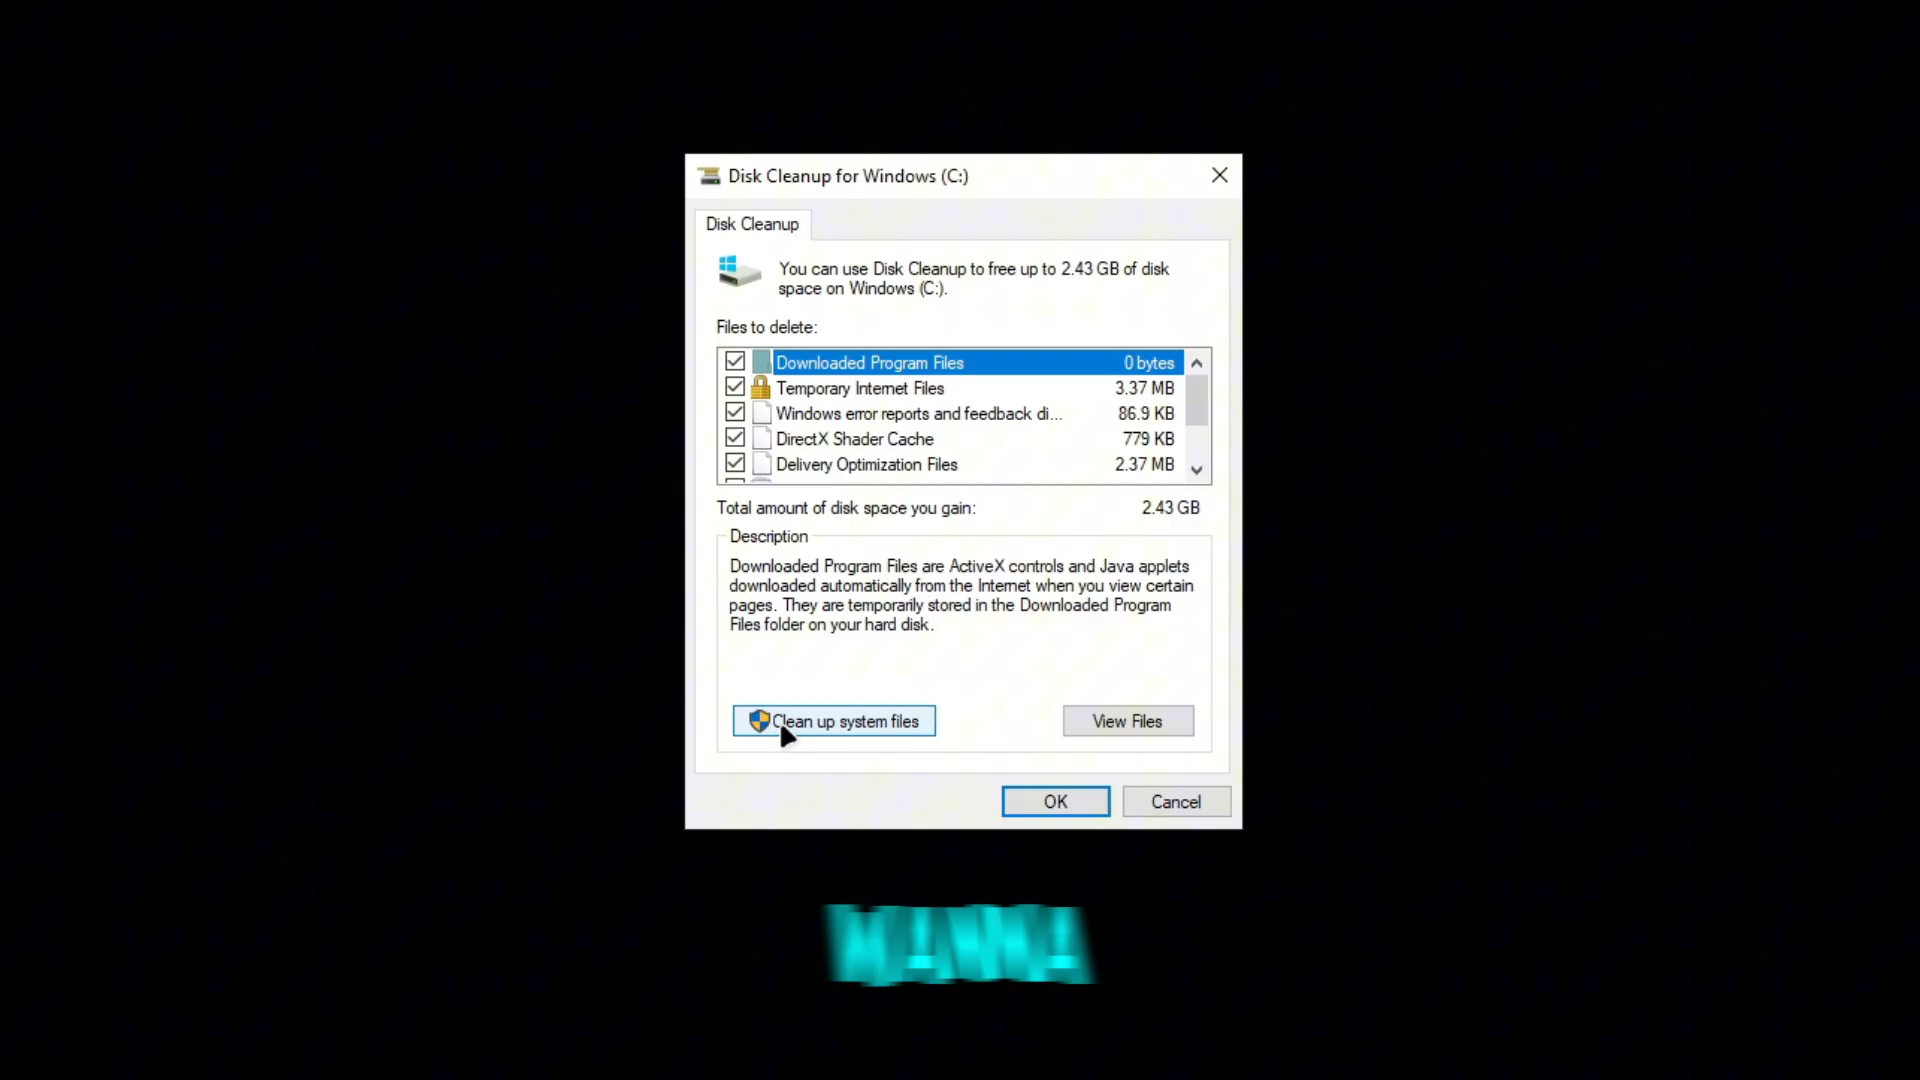 Disk Cleanup for Windows (C:)
Disk Cleanup
You can use Disk Cleanup to free up to 2.43 GB of disk
space on Windows (C:).
Files to delete:
Downloaded Program Files 0 bytes
Temporary Internet Files 3.37 MB
Windows error reports and feedback di... 86.9 KB
DirectX Shader Cache 779 KB
Delivery Optimization Files 2.37 MB
Total amount of disk space you gain: 2.43 GB
Description
Downloaded Program Files are ActiveX controls and Java applets
downloaded automatically from the Internet when you view certain
pages. They are temporarily stored in the Downloaded Program
Files folder on your hard disk.
Clean up system files
View Files
OK
Cancel